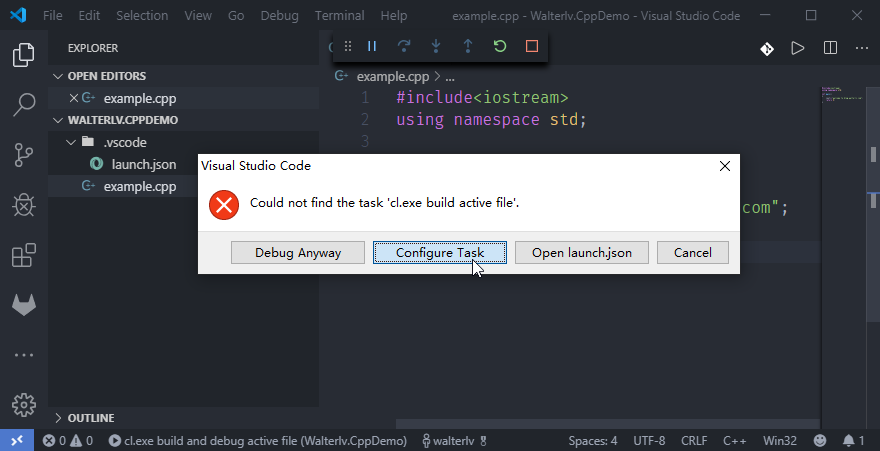 File Edit Selection View Go Debug Terminal Help example.cpp - Walterlv.CppDemo - Visual Studio Code
EXPLORER
OPEN EDITORS
example.cpp
WALTERLV.CPPDEMO
.vscode
launch.json
example.cpp
OUTLINE
example.cpp > ...
1 #include<iostream>
2 using namespace std;
3
com";
Visual Studio Code
Could not find the task 'cl.exe build active file'.
Debug Anyway Configure Task Open launch.json Cancel
0 0 cl.exe build and debug active file (Walterlv.CppDemo) walterlv Spaces: 4 UTF-8 CRLF C++ Win32 1